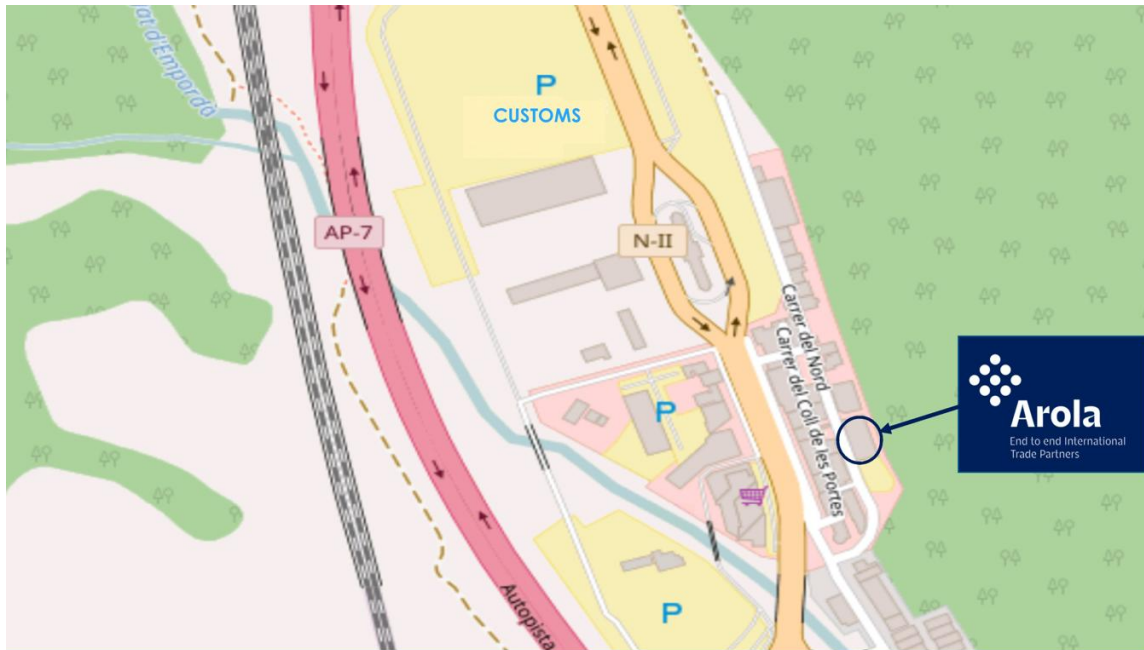 at d'Empordà
P
CUSTOMS
AP-7
N-II
Carrer del Nord
Carrer del Coll de les Portes
P
Arola
End to end International
Trade Partners
Autopista
P